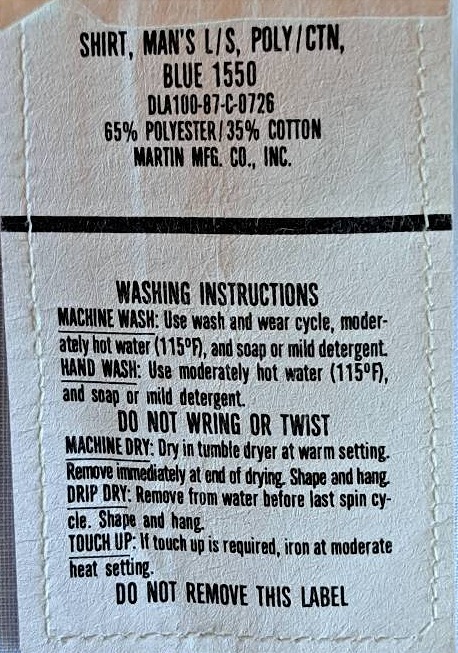 SHIRT, MAN'S L/S, POLY/CTN,
BLUE 1550
DLA100-87-C-0726
65% POLYESTER/35% COTTON
MARTIN MFG. CO., INC.
WASHING INSTRUCTIONS
MACHINE WASH: Use wash and wear cycle, moder-
ately hot water (115ºF), and soap or mild detergent.
HAND WASH: Use moderately hot water (115ºF),
and soap or mild detergent.
DO NOT WRING OR TWIST
MACHINE DRY: Dry in tumble dryer at warm setting.
Remove immediately at end of drying. Shape and hang.
DRIP DRY: Remove from water before last spin cy-
cle. Shape and hang.
TOUCH UP: If touch up is required, iron at moderate
heat setting.
DO NOT REMOVE THIS LABEL